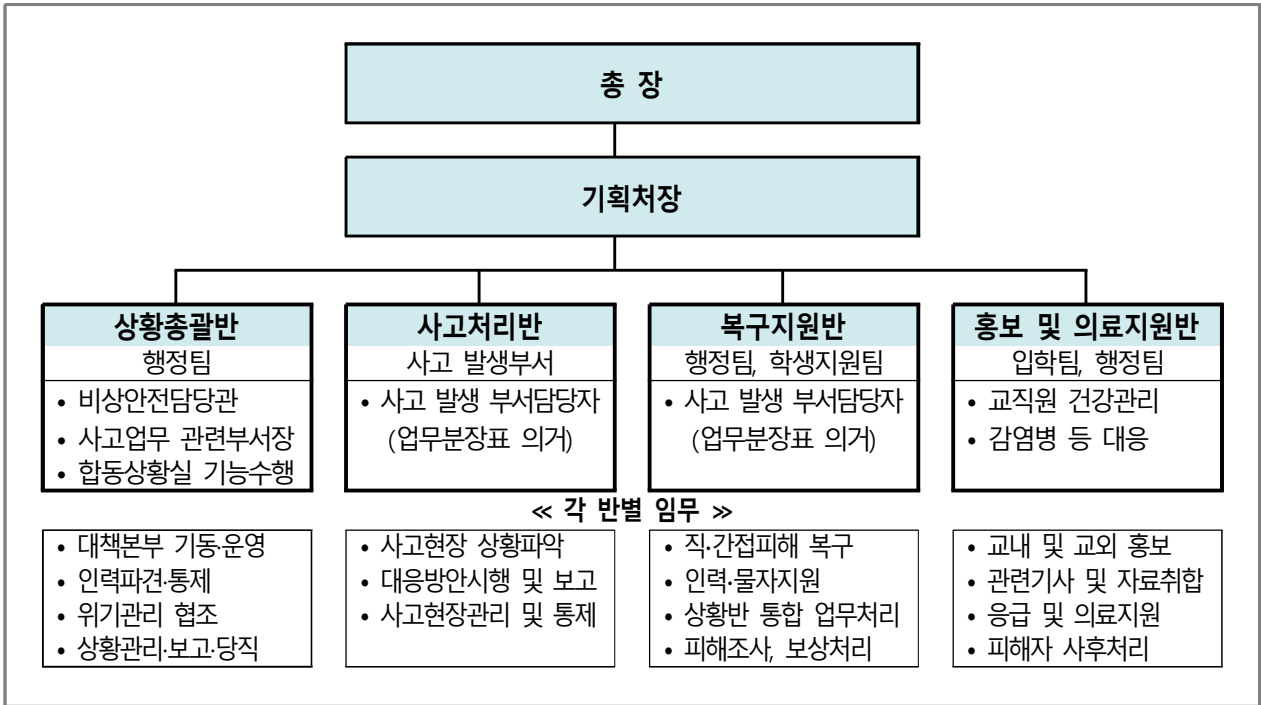 총 장
기획처장
상황총괄반
행정팀
• 비상안전담당관
• 사고업무 관련부서장
• 합동상황실 기능수행
사고처리반
사고 발생부서
• 사고 발생 부서담당자
(업무분장표 의거)
복구지원반
행정팀, 학생지원팀
• 사고 발생 부서담당자
(업무분장표 의거)
홍보 및 의료지원반
입학팀, 행정팀
• 교직원 건강관리
• 감염병 등 대응
≪ 각 반별 임무 ≫
• 대책본부 기동·운영
• 인력파견·통제
• 위기관리 협조
• 상황관리·보고·당직
• 사고현장 상황파악
• 대응방안시행 및 보고
• 사고현장관리 및 통제
• 직·간접피해 복구
• 인력·물자지원
• 상황반 통합 업무처리
• 피해조사, 보상처리
• 교내 및 교외 홍보
• 관련기사 및 자료취합
• 응급 및 의료지원
• 피해자 사후처리